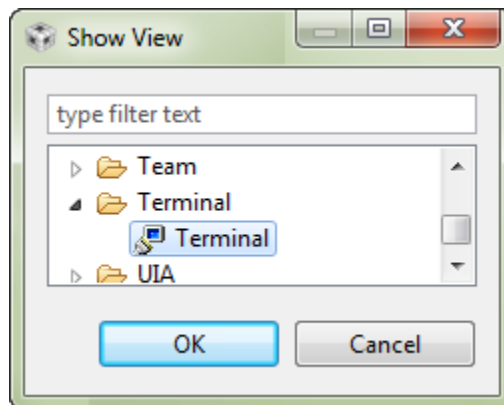 Show View
type filter text
Team
Terminal
Terminal
UIA
OK
Cancel